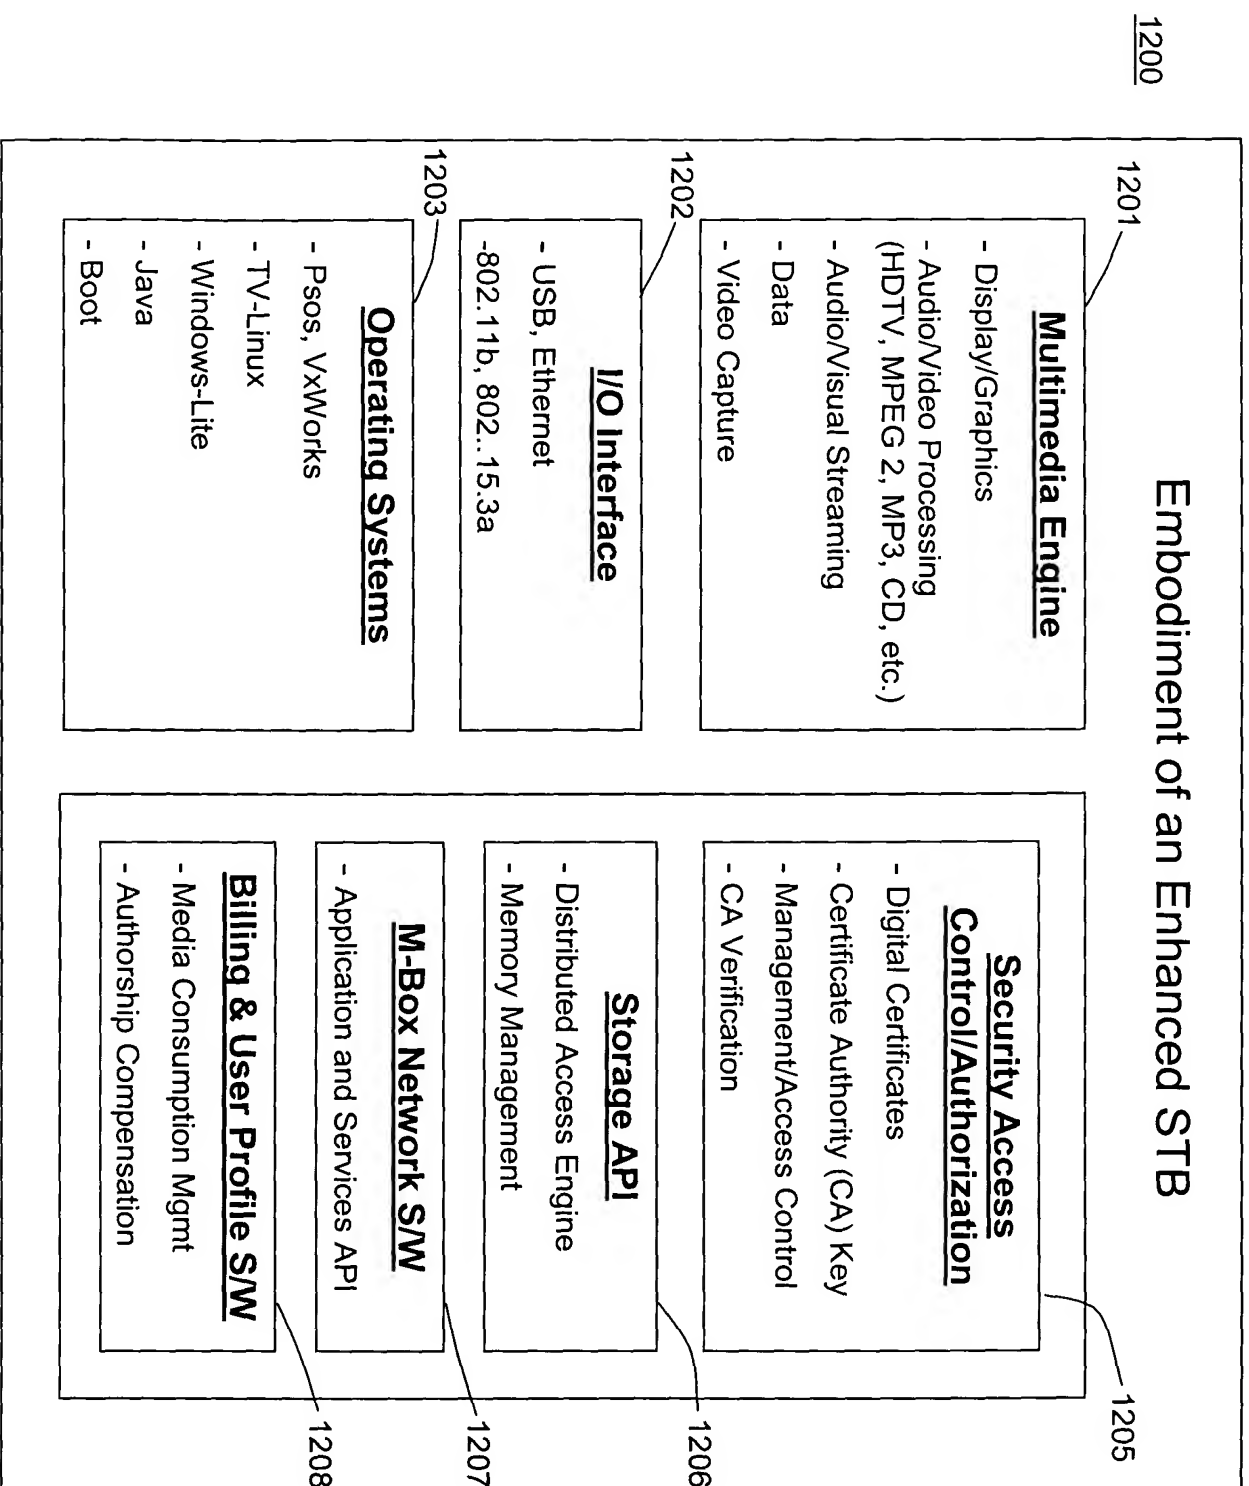 1200
Embodiment of an Enhanced STB
1201
Multimedia Engine
- Display/Graphics
- Audio/Video Processing
(HDTV, MPEG 2, MP3, CD, etc.)
- Audio/Visual Streaming
- Data
- Video Capture
1202
I/O Interface
- USB, Ethernet
-802.11b, 802..15.3a
1203
Operating Systems
- Psos, VxWorks
- TV-Linux
- Windows-Lite
- Java
- Boot
1205
Security Access
Control/Authorization
- Digital Certificates
- Certificate Authority (CA) Key
- Management/Access Control
- CA Verification
1206
Storage API
- Distributed Access Engine
- Memory Management
1207
M-Box Network S/W
- Application and Services API
1208
Billing & User Profile S/W
- Media Consumption Mgmt
- Authorship Compensation